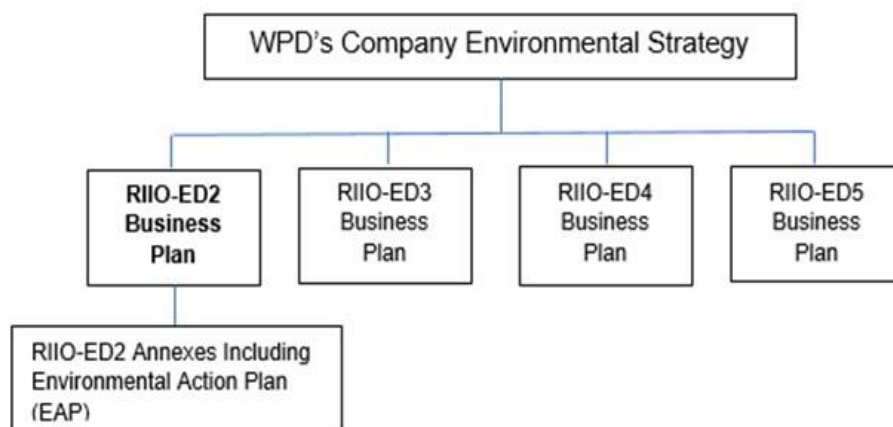 WPD's Company Environmental Strategy
RIIO-ED2
Business
Plan
RIIO-ED3
Business
Plan
RIIO-ED4
Business
Plan
RIIO-ED5
Business
Plan
RIIO-ED2 Annexes Including
Environmental Action Plan
(EAP)